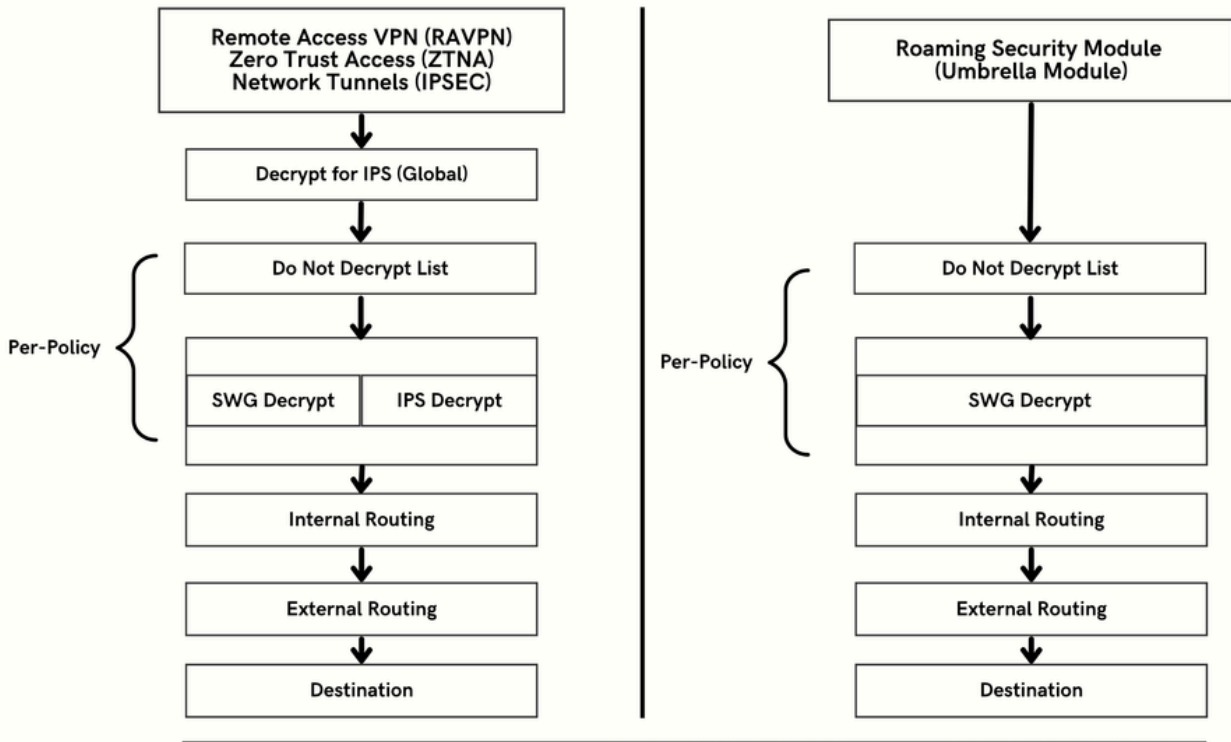 Remote Access VPN (RAVPN)
Zero Trust Access (ZTNA)
Network Tunnels (IPSEC)
Decrypt for IPS (Global)
Do Not Decrypt List
Per-Policy
SWG Decrypt
IPS Decrypt
Internal Routing
External Routing
Destination
Roaming Security Module
(Umbrella Module)
Do Not Decrypt List
Per-Policy
SWG Decrypt
Internal Routing
External Routing
Destination